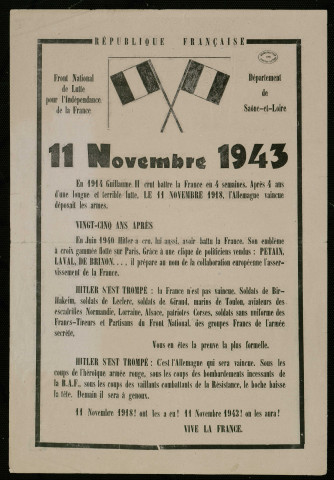 RÉPUBLIQUE FRANÇAISE
Front National
de Lutte
pour l'Indépendance
de la France
Département
de
Saône-et-Loire
11 Novembre 1943
En 1914 Guillaume II crut battre la France en 4 semaines. Après 4 ans
d'une longue et terrible lutte, LE 11 NOVEMBRE 1918, l'Allemagne vaincue
déposait les armes.
VINGT-CINQ ANS APRÈS
En Juin 1940 Hitler a cru, lui aussi, avoir battu la France. Son emblème
à croix gammée flotte sur Paris, Grâce à une clique de politiciens vendus : PETAIN,
LAVAL, DE BRINON.... il prépare au nom de la collaboration européenne l'asser-
vissement de la France.
HITLER S'EST TROMPÉ : la France n'est pas vaincue. Soldats de Bir-
Hakeim, soldats de Leclerc, soldats de Giraud, marins de Toulon, aviateurs des
escadrilles Normandie, Lorraine, Alsace, patriotes Corses, soldats sans uniforme des
Francs-Tireurs et Partisans du Front National, des groupes Francs de l'armée
secrète.
Vous en êtes la preuve la plus formelle.
HITLER S'EST TROMPÉ : C'est l'Allemagne qui sera vaincue. Sous les
coups de l'héroïque armée rouge, sous les coups des bombardements incessants de
la R.A.F., sous les coups des vaillants combattants de la Résistance, le boche baisse
la tête. Demain il sera à genoux.
11 Novembre 1918! ont les a eu! 11 Novembre 1943! on les aura!
VIVE LA FRANCE.